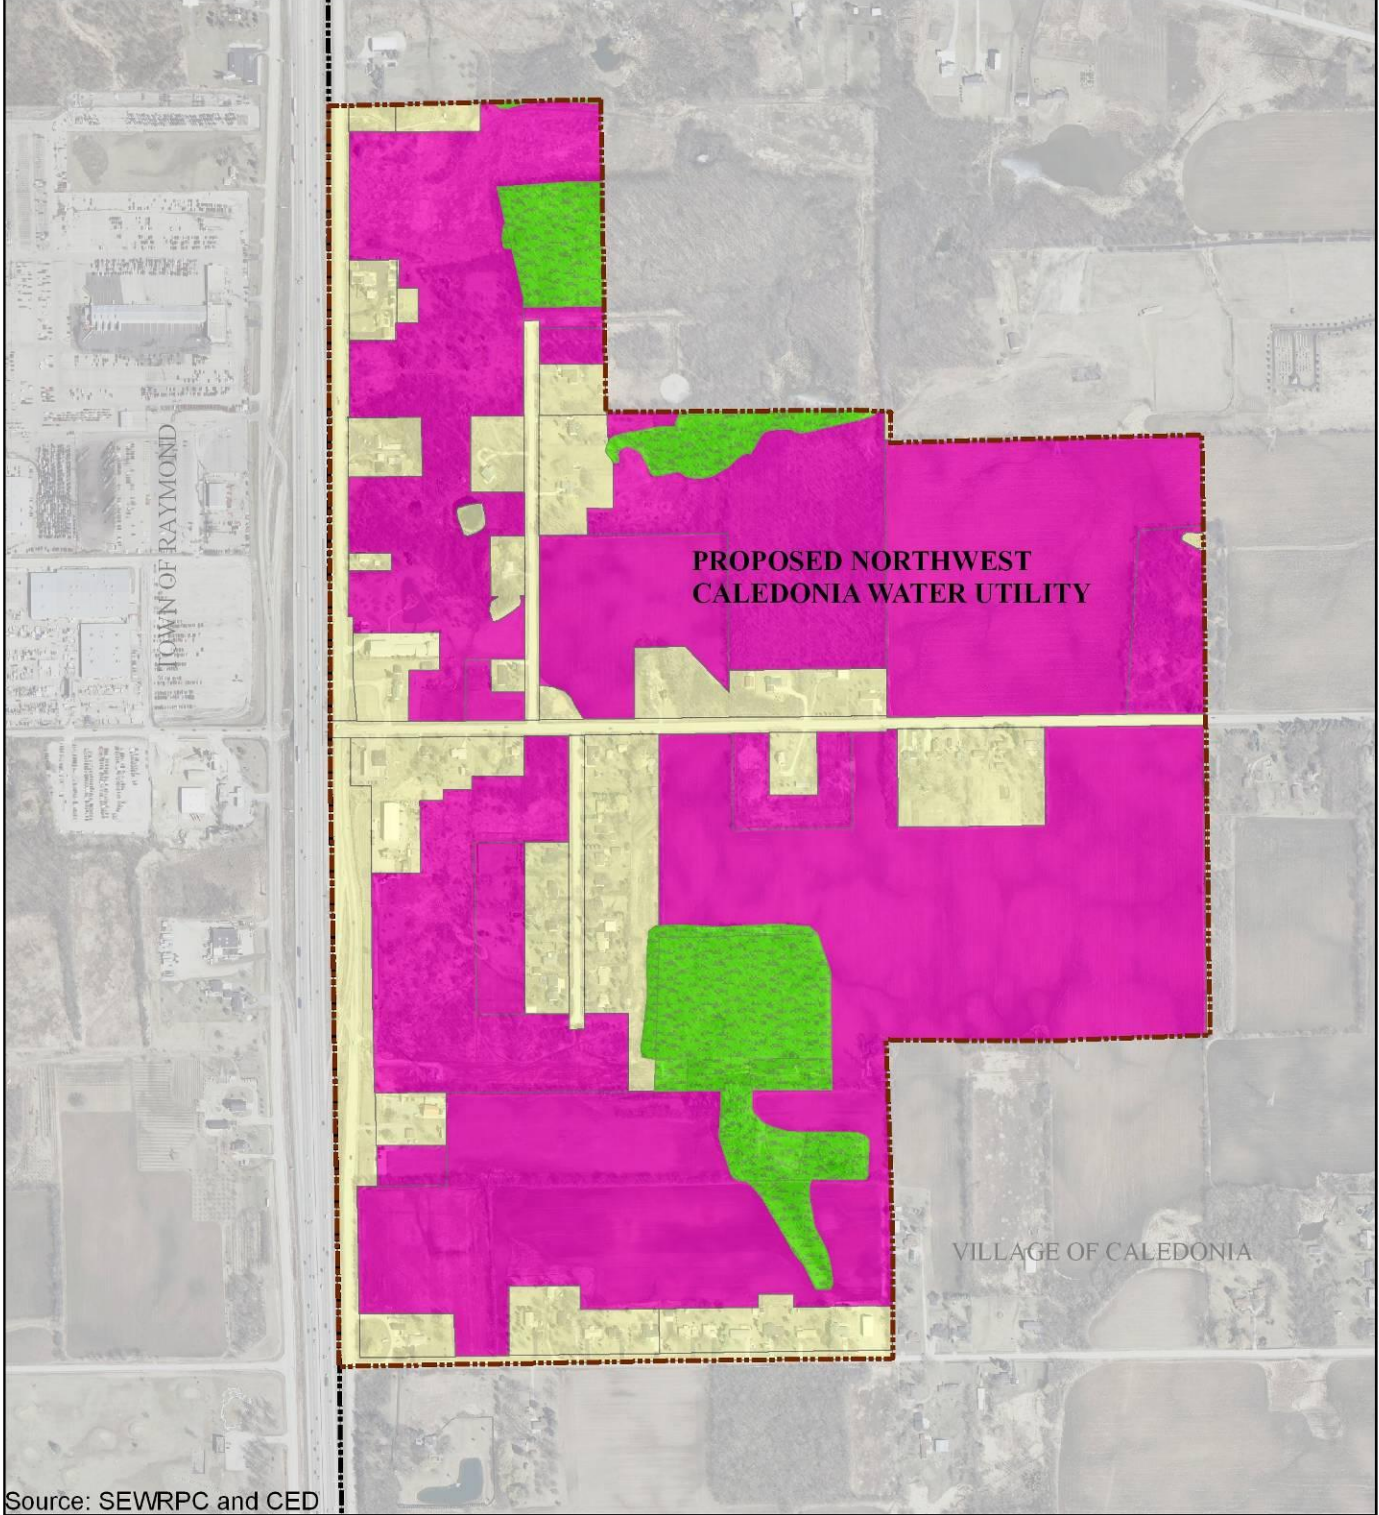 TOWN OF RAYMOND
PROPOSED NORTHWEST
CALEDONIA WATER UTILITY
VILLAGE OF CALEDONIA
Source: SEWRPC and CED